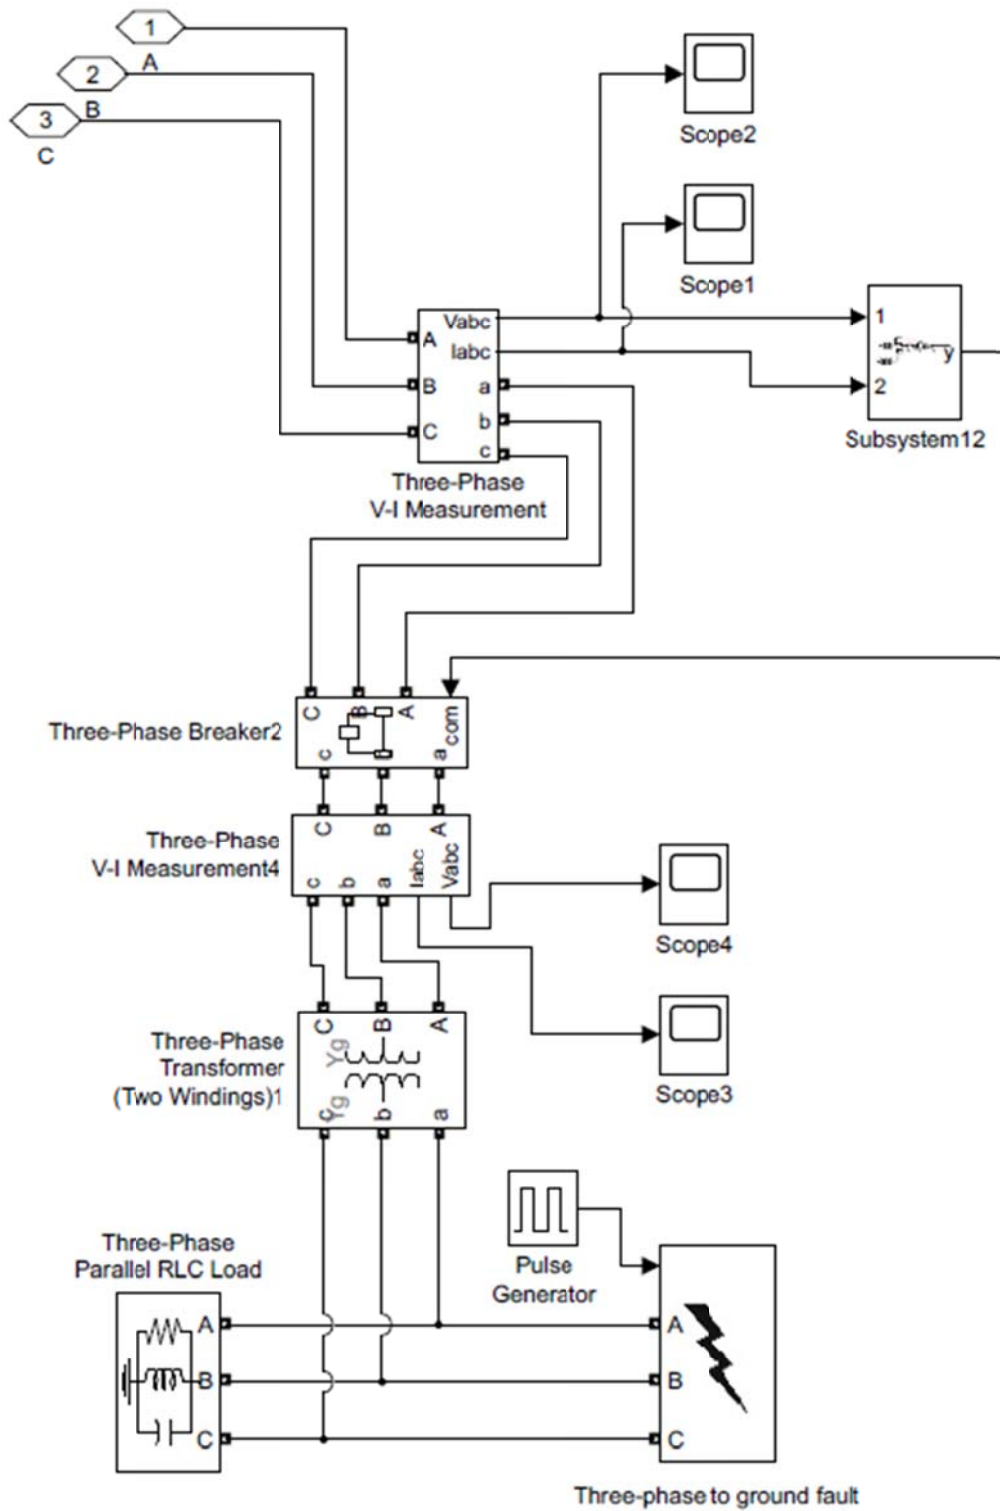 1
A
2
B
3
C
Scope2
Scope1
Vabc
Iabc
A
B
C
a
b
c
Three-Phase
V-I Measurement
1
2
y
Subsystem12
C
B
A
com
c
a
Three-Phase Breaker2
C
B
A
c
b
a
Iabc
Vabc
Three-Phase
V-I Measurement4
Scope4
Scope3
C
B
A
Yg
Yg
c
b
a
Three-Phase
Transformer
(Two Windings)1
Pulse
Generator
Three-Phase
Parallel RLC Load
A
B
C
A
B
C
Three-phase to ground fault